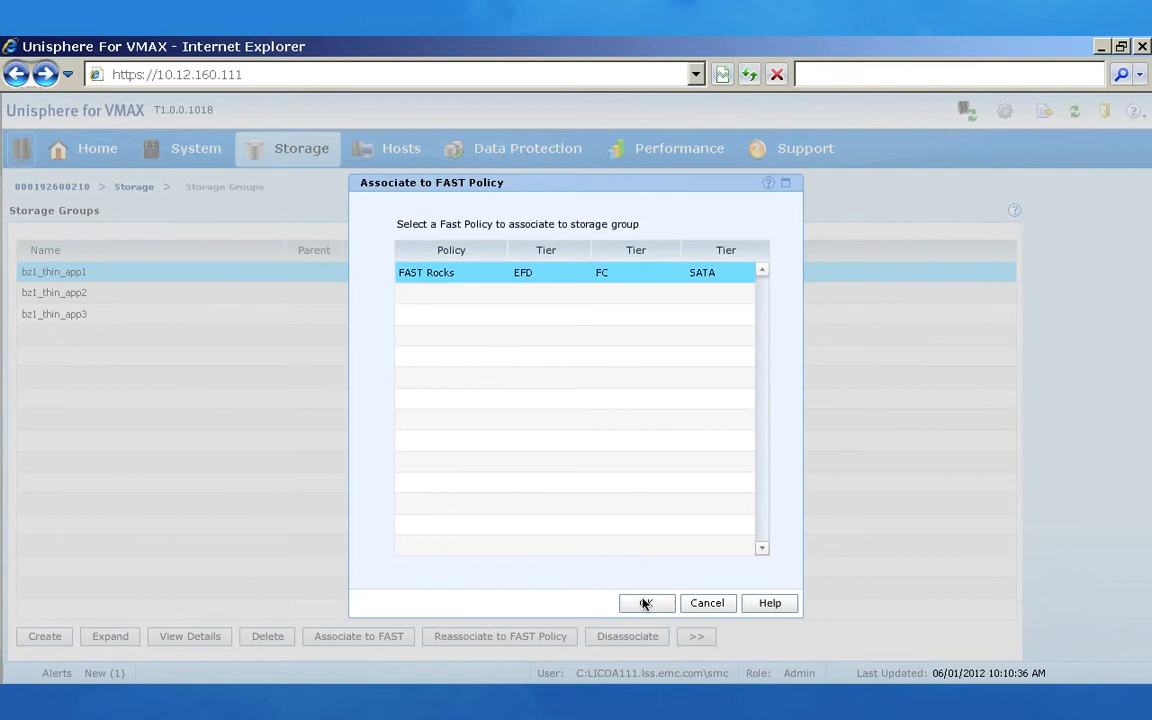 Unisphere For VMAX - Internet Explorer
https://10.12.160.111
Unisphere for VMAX T1.0.0.1018
Home System Storage Hosts Data Protection Performance Support
000192600210 > Storage > Storage Groups
Storage Groups
Name Parent
bz1_thin_app1
bz1_thin_app2
bz1_thin_app3
Associate to FAST Policy
Select a Fast Policy to associate to storage group
Policy Tier Tier Tier
FAST Rocks EFD FC SATA
Cancel Help
Create Expand View Details Delete Associate to FAST Reassociate to FAST Policy Disassociate >>
Alerts New (1) User: C:LICOA111.lss.emc.com\smc Role: Admin Last Updated: 06/01/2012 10:10:36 AM